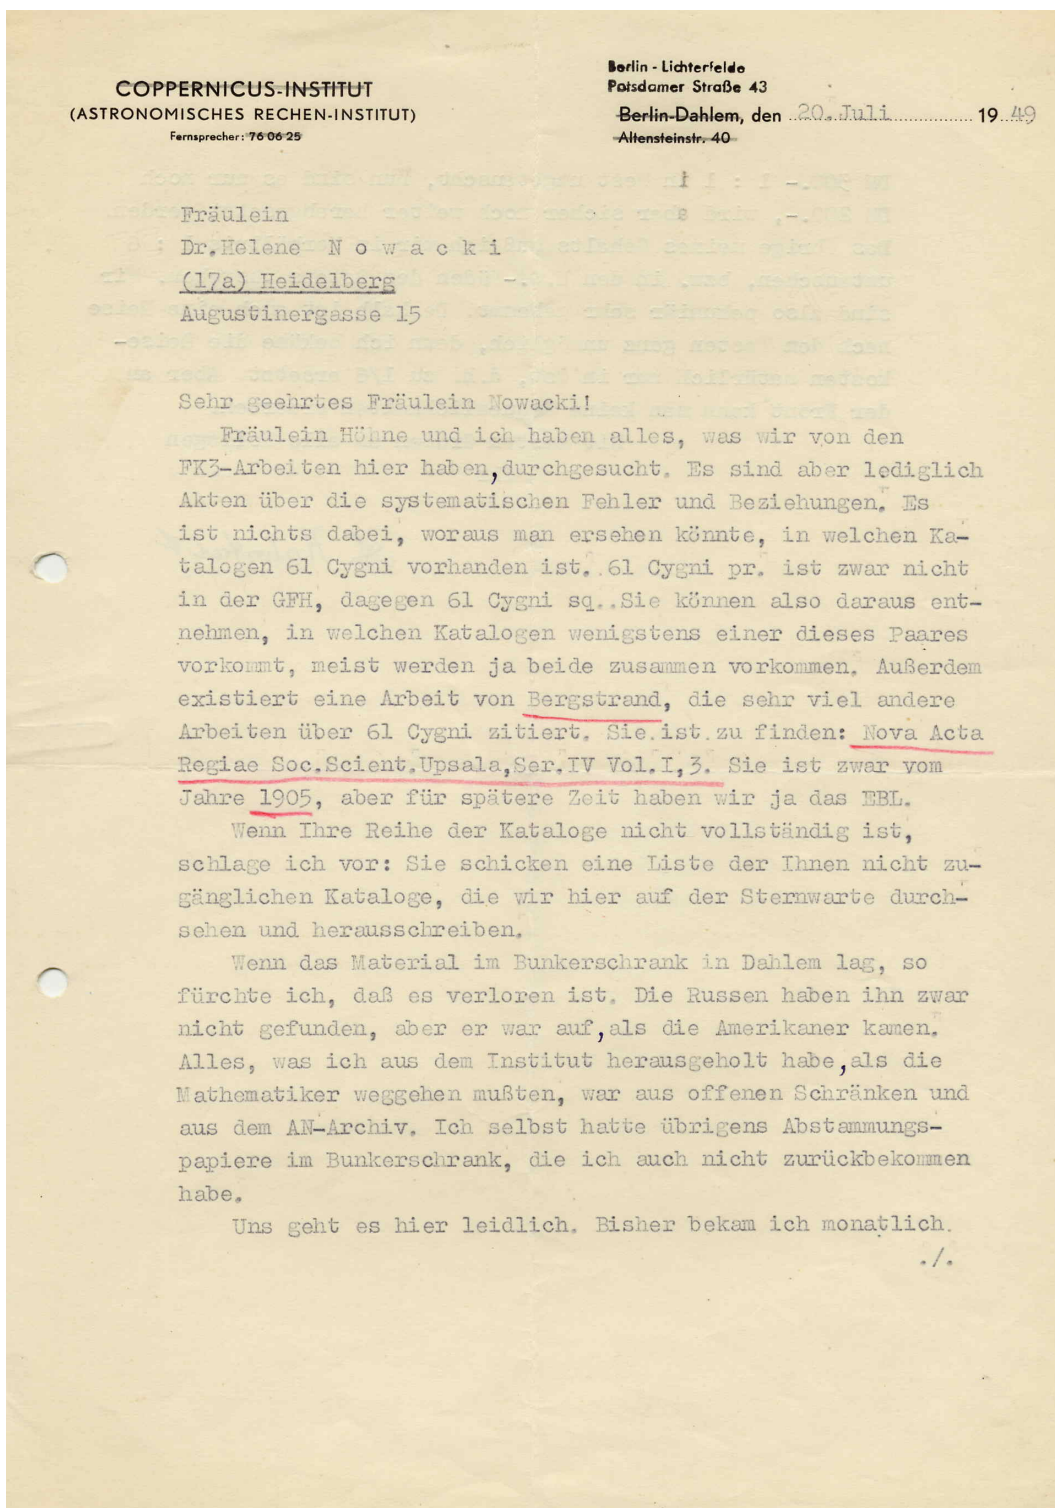 COPPERNICUS-INSTITUT
(ASTRONOMISCHES RECHEN-INSTITUT)
Fernsprecher: 76 06 25
Berlin - Lichterfelde
Potsdamer Straße 43
Berlin-Dahlem, den 20. Juli 1949
Altensteinstr. 40
Fräulein
Dr.Helene N o w a c k i
(17a) Heidelberg
Augustinergasse 15
Sehr geehrtes Fräulein Nowacki!
Fräulein Höhne und ich haben alles, was wir von den
FK3-Arbeiten hier haben, durchgesucht. Es sind aber lediglich
Akten über die systematischen Fehler und Beziehungen. Es
ist nichts dabei, woraus man ersehen könnte, in welchen Ka-
talogen 61 Cygni vorhanden ist. 61 Cygni pr. ist zwar nicht
in der GFH, dagegen 61 Cygni sq..Sie können also daraus ent-
nehmen, in welchen Katalogen wenigstens einer dieses Paares
vorkommt, meist werden ja beide zusammen vorkommen. Außerdem
existiert eine Arbeit von Bergstrand, die sehr viel andere
Arbeiten über 61 Cygni zitiert. Sie ist zu finden: Nova Acta
Regiae Soc.Scient.Upsala,Ser.IV Vol.I,3. Sie ist zwar vom
Jahre 1905, aber für spätere Zeit haben wir ja das EBL.
Wenn Ihre Reihe der Kataloge nicht vollständig ist,
schlage ich vor: Sie schicken eine Liste der Ihnen nicht zu-
gänglichen Kataloge, die wir hier auf der Sternwarte durch-
sehen und herausschreiben.
Wenn das Material im Bunkerschrank in Dahlem lag, so
fürchte ich, daß es verloren ist. Die Russen haben ihn zwar
nicht gefunden, aber er war auf, als die Amerikaner kamen.
Alles, was ich aus dem Institut herausgeholt habe, als die
Mathematiker weggehen mußten, war aus offenen Schränken und
aus dem AN-Archiv. Ich selbst hatte übrigens Abstammungs-
papiere im Bunkerschrank, die ich auch nicht zurückbekommen
habe.
Uns geht es hier leidlich. Bisher bekam ich monatlich
./.